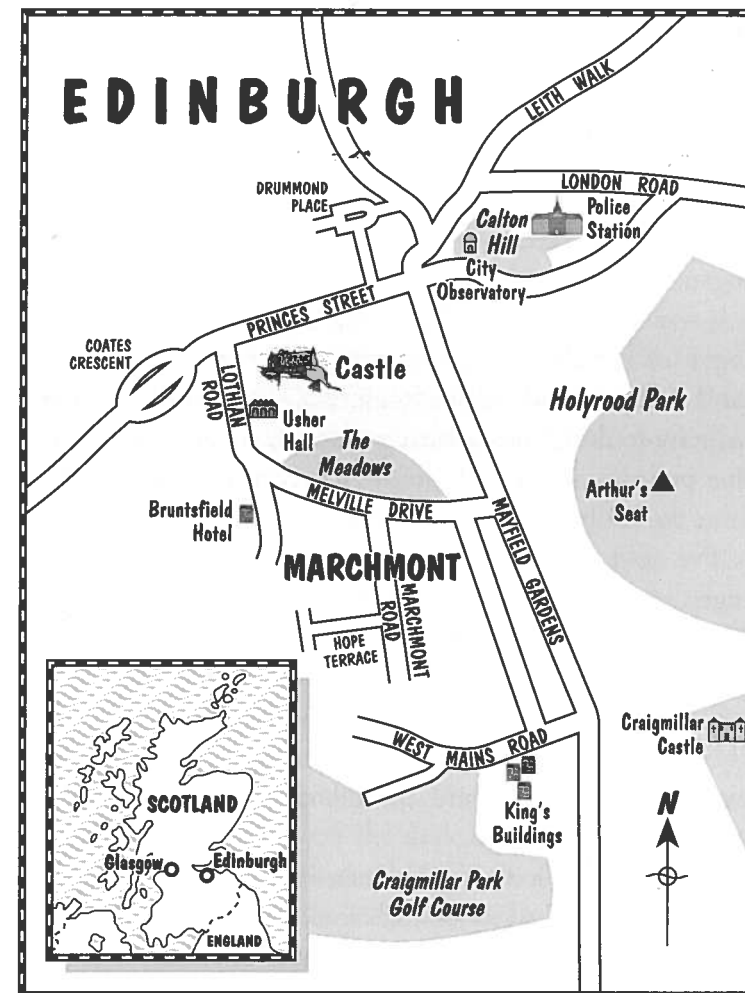 EDINBURGH
LEITH WALK
DRUMMOND
PLACE
LONDON ROAD
Calton
Hill
Police
Station
City
Observatory
PRINCES STREET
COATES
CRESCENT
LOTHIAN
ROAD
Castle
Usher
Hall
Holyrood Park
The
Meadows
Arthur's
Seat
Bruntsfield
Hotel
MELVILLE DRIVE
MAYFIELD GARDENS
MARCHMONT
MARCHMONT
ROAD
HOPE
TERRACE
WEST MAINS ROAD
Craigmillar
Castle
King's
Buildings
N
Craigmillar Park
Golf Course
SCOTLAND
Glasgow
Edinburgh
ENGLAND